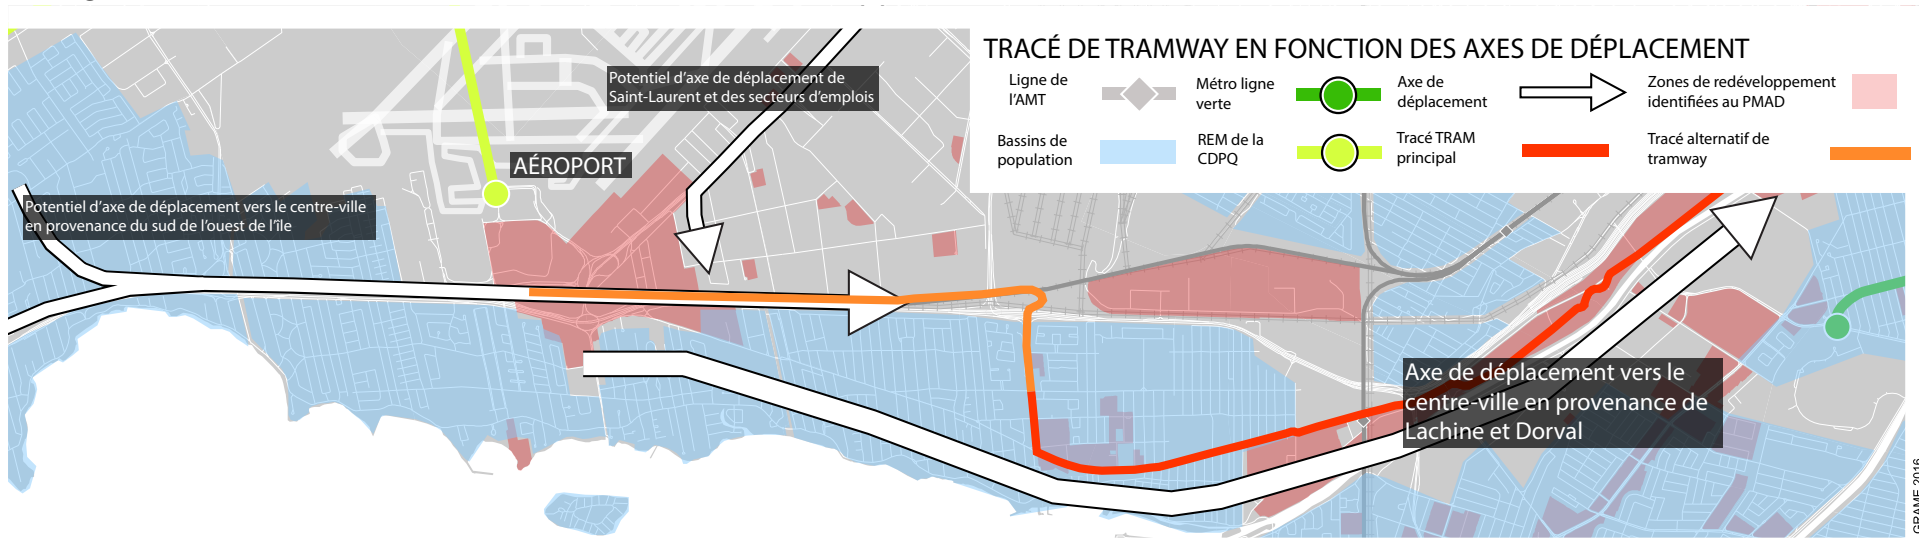 TRACÉ DE TRAMWAY EN FONCTION DES AXES DE DÉPLACEMENT
Ligne de
l'AMT
Métro ligne
verte
Axe de
déplacement
Zones de redéveloppement
identifiées au PMAD
Bassins de
population
REM de la
CDPQ
Tracé TRAM
principal
Tracé alternatif de
tramway
Potentiel d'axe de déplacement de
Saint-Laurent et des secteurs d'emplois
AÉROPORT
Potentiel d'axe de déplacement vers le centre-ville
en provenance du sud de l'ouest de l'île
Axe de déplacement vers le
centre-ville en provenance de
Lachine et Dorval
GRAME 2016